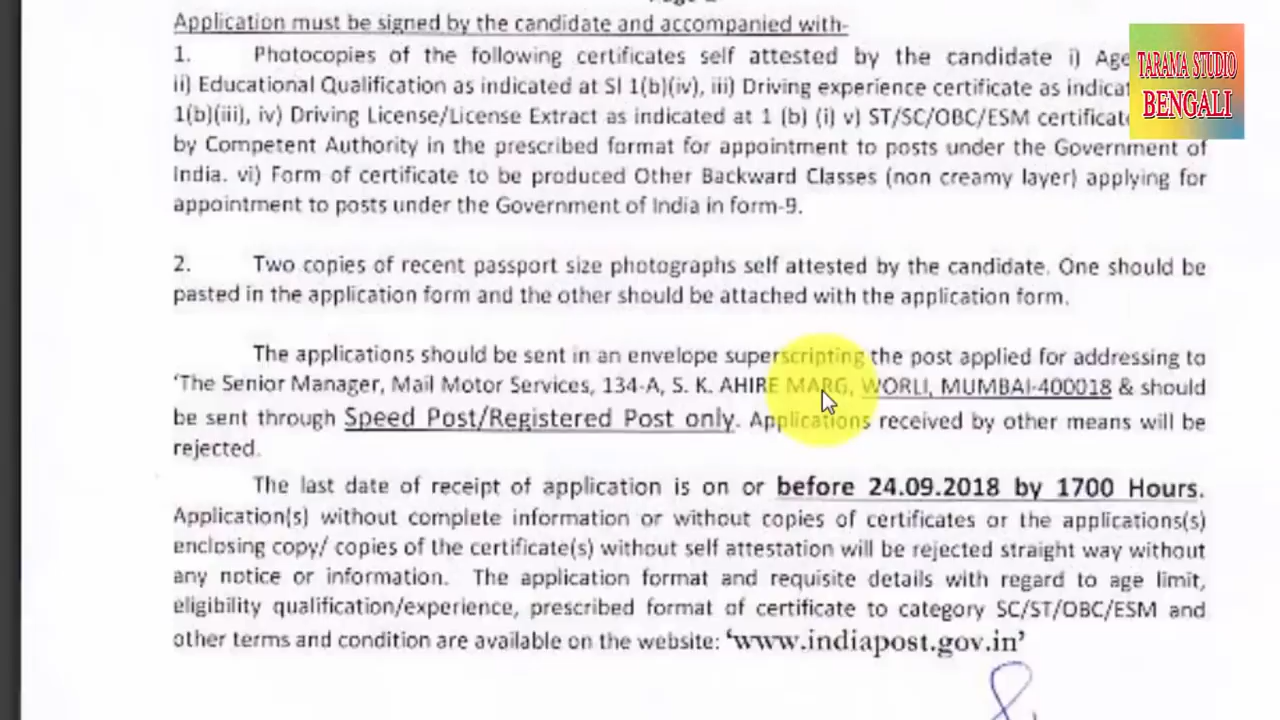 Application must be signed by the candidate and accompanied with-
TARAMA STUDIO
BENGALI
1. Photocopies of the following certificates self attested by the candidate i) Age
ii) Educational Qualification as indicated at Sl 1(b)(iv), iii) Driving experience certificate as
1(b)(iii), iv) Driving License/License Extract as indicated at 1 (b) (i) v) ST/SC/OBC/ESM
by Competent Authority in the prescribed format for appointment to posts under the Government of
India. vi) Form of certificate to be produced Other Backward Classes (non creamy layer) applying for
appointment to posts under the Government of India in form-9.
2. Two copies of recent passport size photographs self attested by the candidate. One should be
pasted in the application form and the other should be attached with the application form.
The applications should be sent in an envelope superscripting the post applied for addressing to
‘The Senior Manager, Mail Motor Services, 134-A, S. K. AHIRE MARG, WORLI, MUMBAI-400018 & should
be sent through Speed Post/Registered Post only. Applications received by other means will be
rejected.
The last date of receipt of application is on or before 24.09.2018 by 1700 Hours.
Application(s) without complete information or without copies of certificates or the applications(s)
enclosing copy/ copies of the certificate(s) without self attestation will be rejected straight way without
any notice or information. The application format and requisite details with regard to age limit,
eligibility qualification/experience, prescribed format of certificate to category SC/ST/OBC/ESM and
other terms and condition are available on the website: ‘www.indiapost.gov.in’